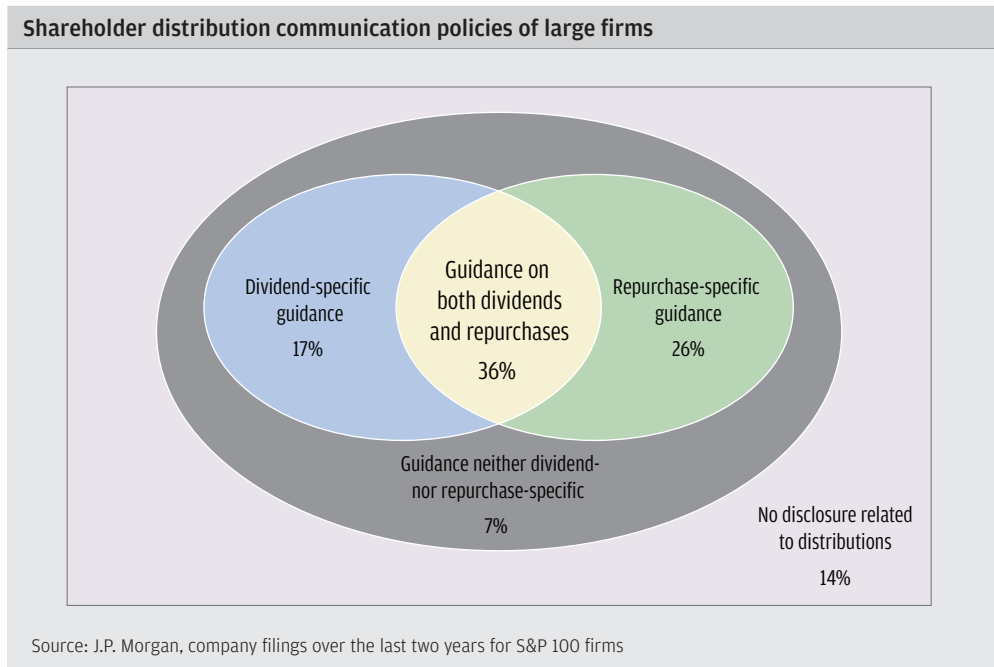 Shareholder distribution communication policies of large firms
Dividend-specific
guidance
17%
Guidance on
both dividends
and repurchases
36%
Repurchase-specific
guidance
26%
Guidance neither dividend-
nor repurchase-specific
7%
No disclosure related
to distributions
14%
Source: J.P. Morgan, company filings over the last two years for S&P 100 firms